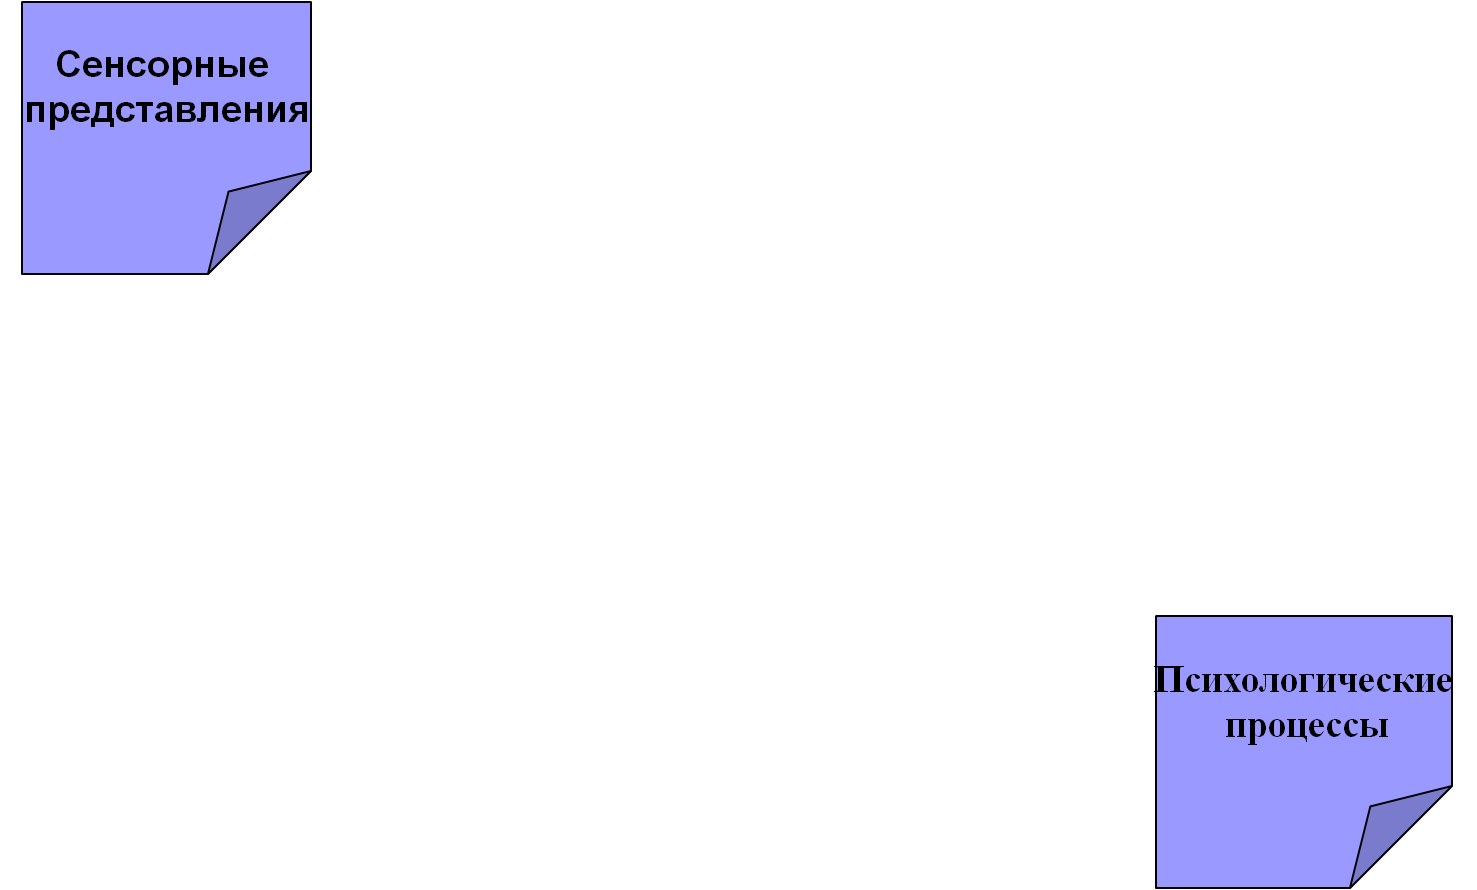 Сенсорные
представления
Психологические
процессы